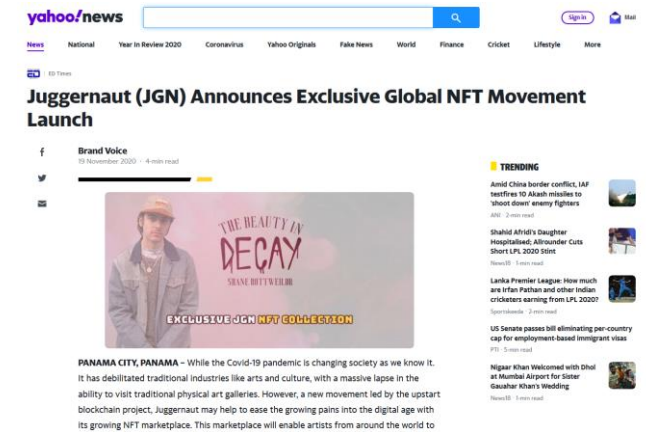 yahoo!news
Sign in
Mail
News National Year In Review 2020 Coronavirus Yahoo Originals Fake News World Finance Cricket Lifestyle More
ED Times
Juggernaut (JGN) Announces Exclusive Global NFT Movement
Launch
Brand Voice
19 November 2020 · 4-min read
THE BEAUTY IN
DECAY
SHANE ROTTWEILER
EXCLUSIVE JGN NFT COLLECTION
PANAMA CITY, PANAMA – While the Covid-19 pandemic is changing society as we know it.
It has debilitated traditional industries like arts and culture, with a massive lapse in the
ability to visit traditional physical art galleries. However, a new movement led by the upstart
blockchain project, Juggernaut may help to ease the growing pains into the digital age with
its growing NFT marketplace. This marketplace will enable artists from around the world to
TRENDING
Amid China border conflict, IAF
testfires 10 Akash missiles to
'shoot down' enemy fighters
ANI · 2-min read
Shahid Afridi's Daughter
Hospitalised; Allrounder Cuts
Short LPL 2020 Stint
News18 · 1-min read
Lanka Premier League: How much
are Irfan Pathan and other Indian
cricketers earning from LPL 2020?
Sportskeeda · 2-min read
US Senate passes bill eliminating per-country
cap for employment-based immigrant visas
PTI · 5-min read
Nigaar Khan Welcomed with Dhol
at Mumbai Airport for Sister
Gauahar Khan's Wedding
News18 · 1-min read